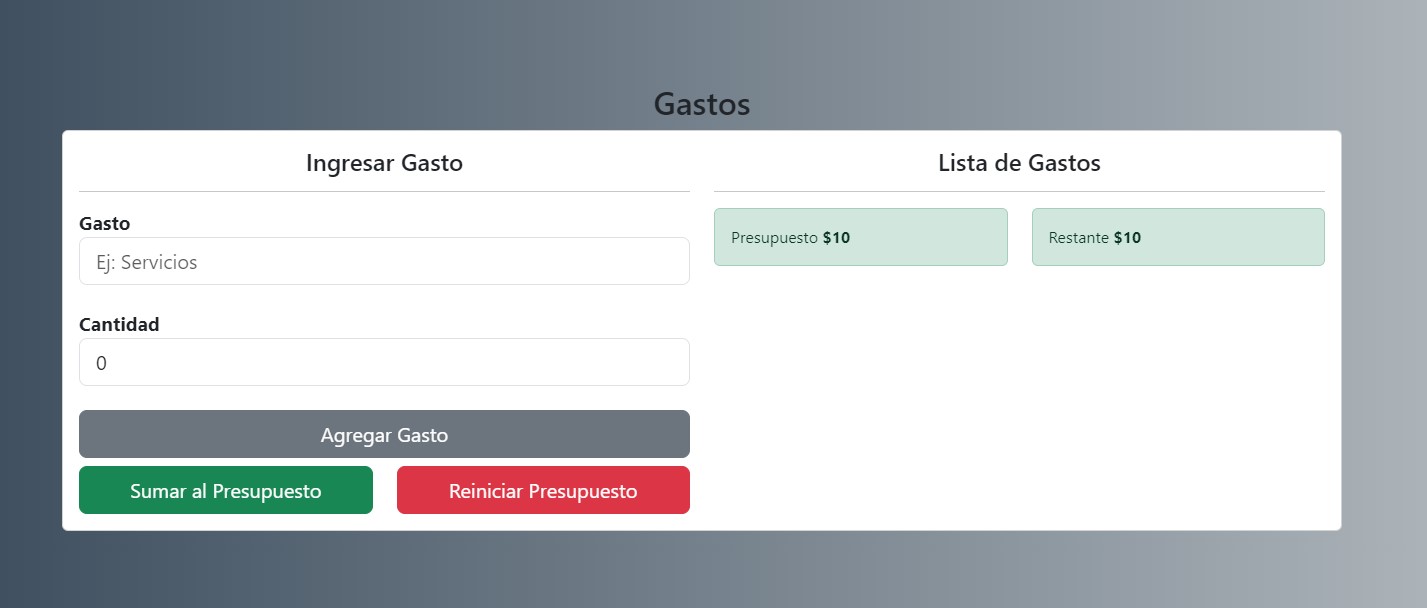 Gastos
Ingresar Gasto
Gasto
Ej: Servicios
Cantidad
0
Agregar Gasto
Sumar al Presupuesto
Reiniciar Presupuesto
Lista de Gastos
Presupuesto $10
Restante $10